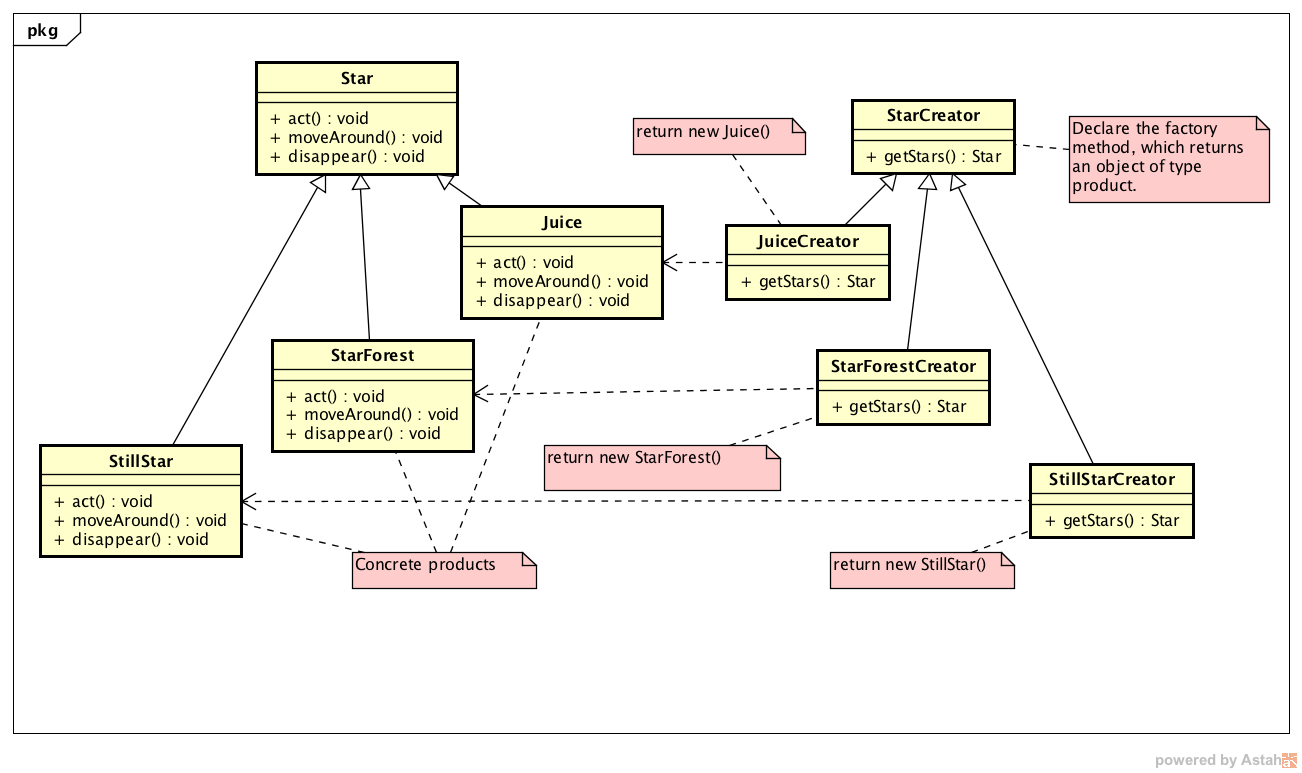 pkg
Star
+ act() : void
+ moveAround() : void
+ disappear() : void
StarCreator
+ getStars() : Star
return new Juice()
Declare the factory
method, which returns
an object of type
product.
Juice
+ act() : void
+ moveAround() : void
+ disappear() : void
JuiceCreator
+ getStars() : Star
StarForest
+ act() : void
+ moveAround() : void
+ disappear() : void
StarForestCreator
+ getStars() : Star
return new StarForest()
StillStar
+ act() : void
+ moveAround() : void
+ disappear() : void
StillStarCreator
+ getStars() : Star
Concrete products
return new StillStar()
powered by Astah